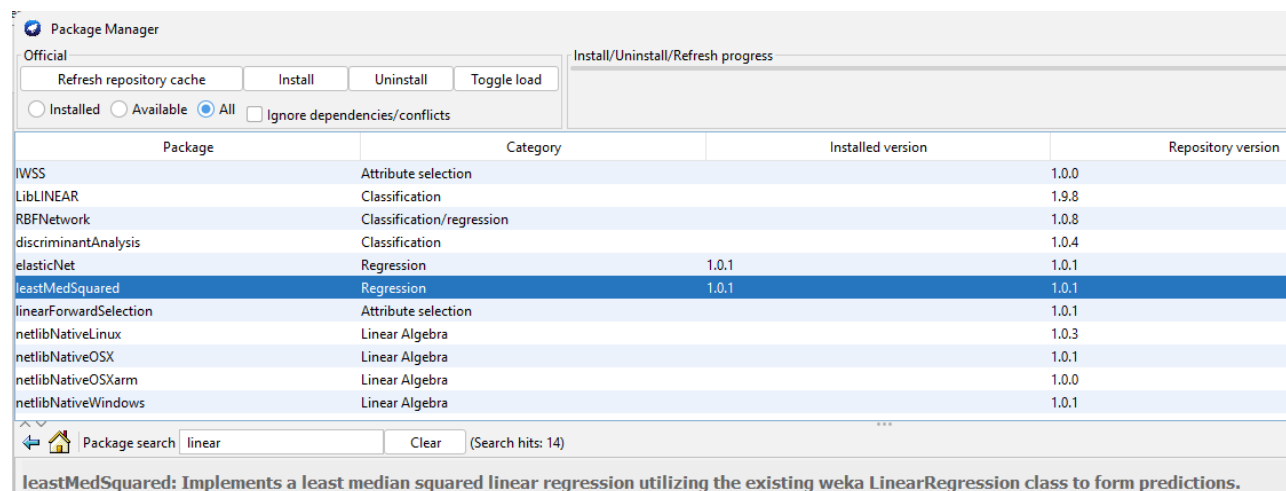 Package Manager
Official
Install/Uninstall/Refresh progress
Refresh repository cache Install Uninstall Toggle load
Installed Available All Ignore dependencies/conflicts
Package Category Installed version Repository version
IWSS Attribute selection 1.0.0
LibLINEAR Classification 1.9.8
RBFNetwork Classification/regression 1.0.8
discriminantAnalysis Classification 1.0.4
elasticNet Regression 1.0.1 1.0.1
leastMedSquared Regression 1.0.1 1.0.1
linearForwardSelection Attribute selection 1.0.1
netlibNativeLinux Linear Algebra 1.0.3
netlibNativeOSX Linear Algebra 1.0.1
netlibNativeOSXarm Linear Algebra 1.0.0
netlibNativeWindows Linear Algebra 1.0.1
Package search linear Clear (Search hits: 14)
leastMedSquared: Implements a least median squared linear regression utilizing the existing weka LinearRegression class to form predictions.